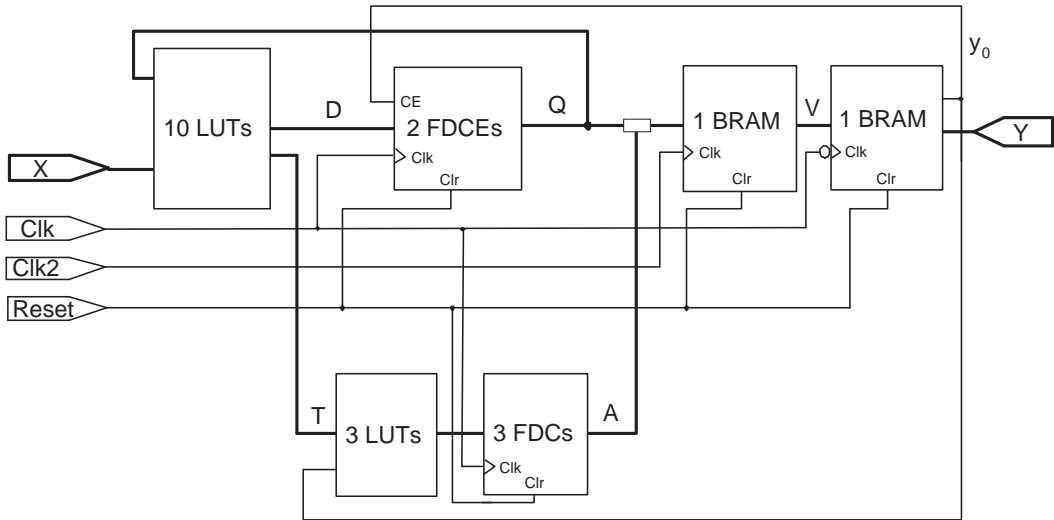 y0
D
Q
V
CE
10 LUTs
2 FDCEs
1 BRAM
1 BRAM
Y
X
Clk
Clk
Clk
Clr
Clr
Clr
Clk
Clk2
Reset
T
3 LUTs
3 FDCs
A
Clk
Clr